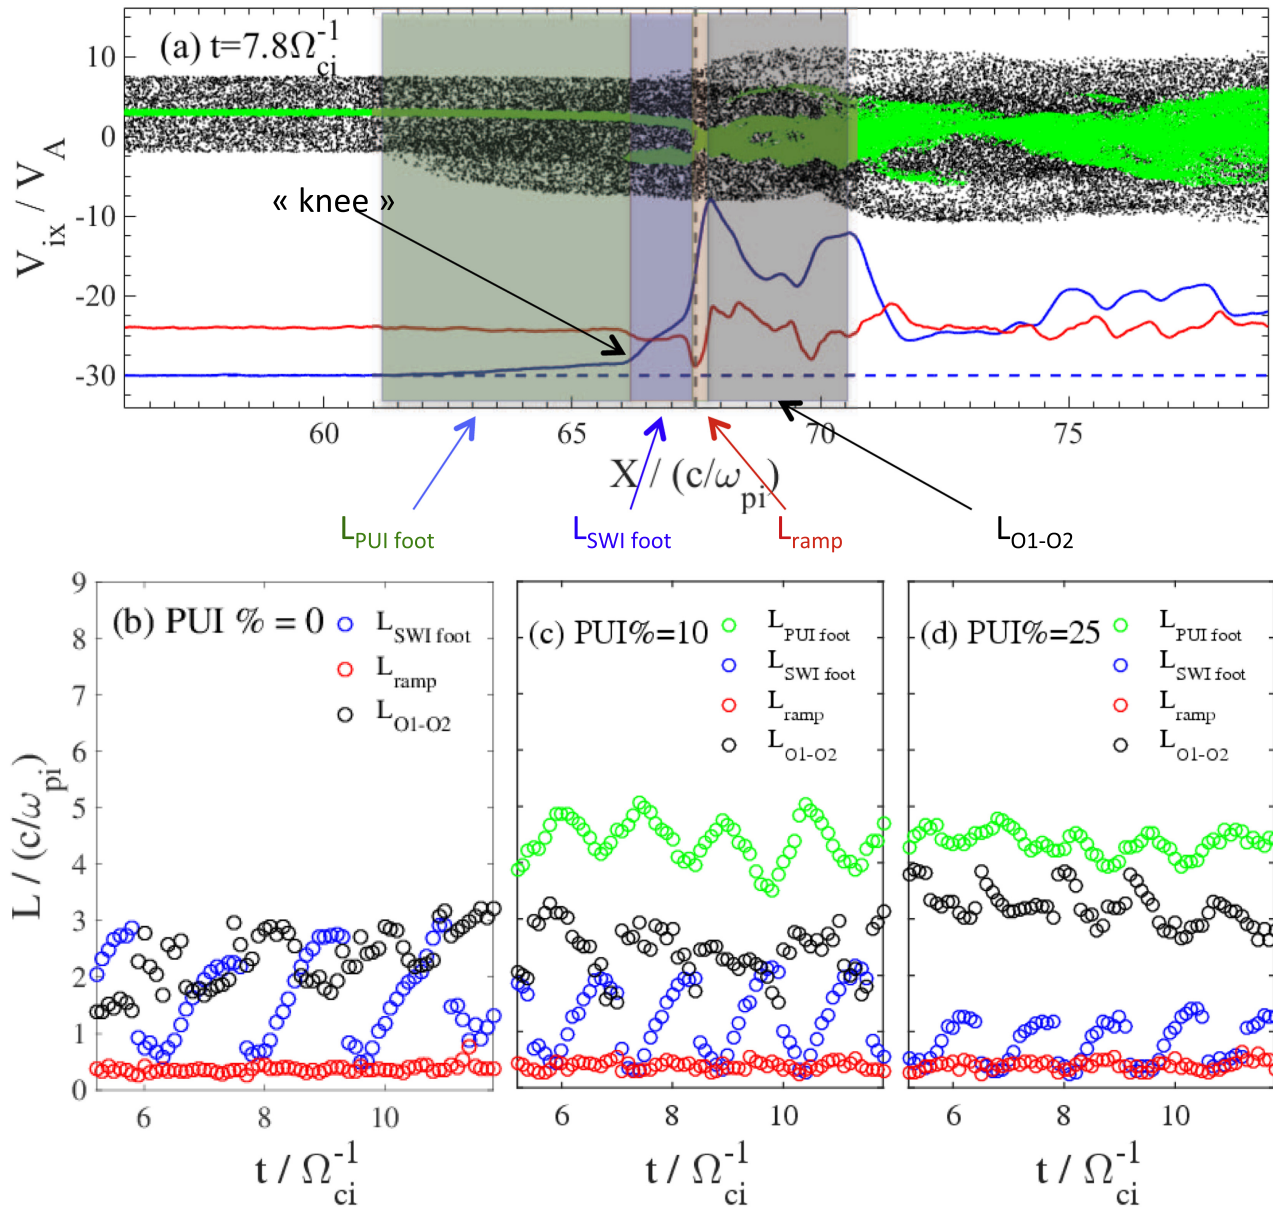 (a) t=7.8Ω_ci^-1
10
0
-10
-20
-30
V_ix / V_A
« knee »
60 65 70 75
X / (c/ω_pi)
L_PUI foot L_SWI foot L_ramp L_O1-O2
(b) PUI % = 0
L_SWI foot
L_ramp
L_O1-O2
(c) PUI%=10
L_PUI foot
L_SWI foot
L_ramp
L_O1-O2
(d) PUI%=25
L_PUI foot
L_SWI foot
L_ramp
L_O1-O2
9
8
7
6
5
4
3
2
1
0
L / (c/ω_pi)
6 8 10
6 8 10
6 8 10
t / Ω_ci^-1
t / Ω_ci^-1
t / Ω_ci^-1